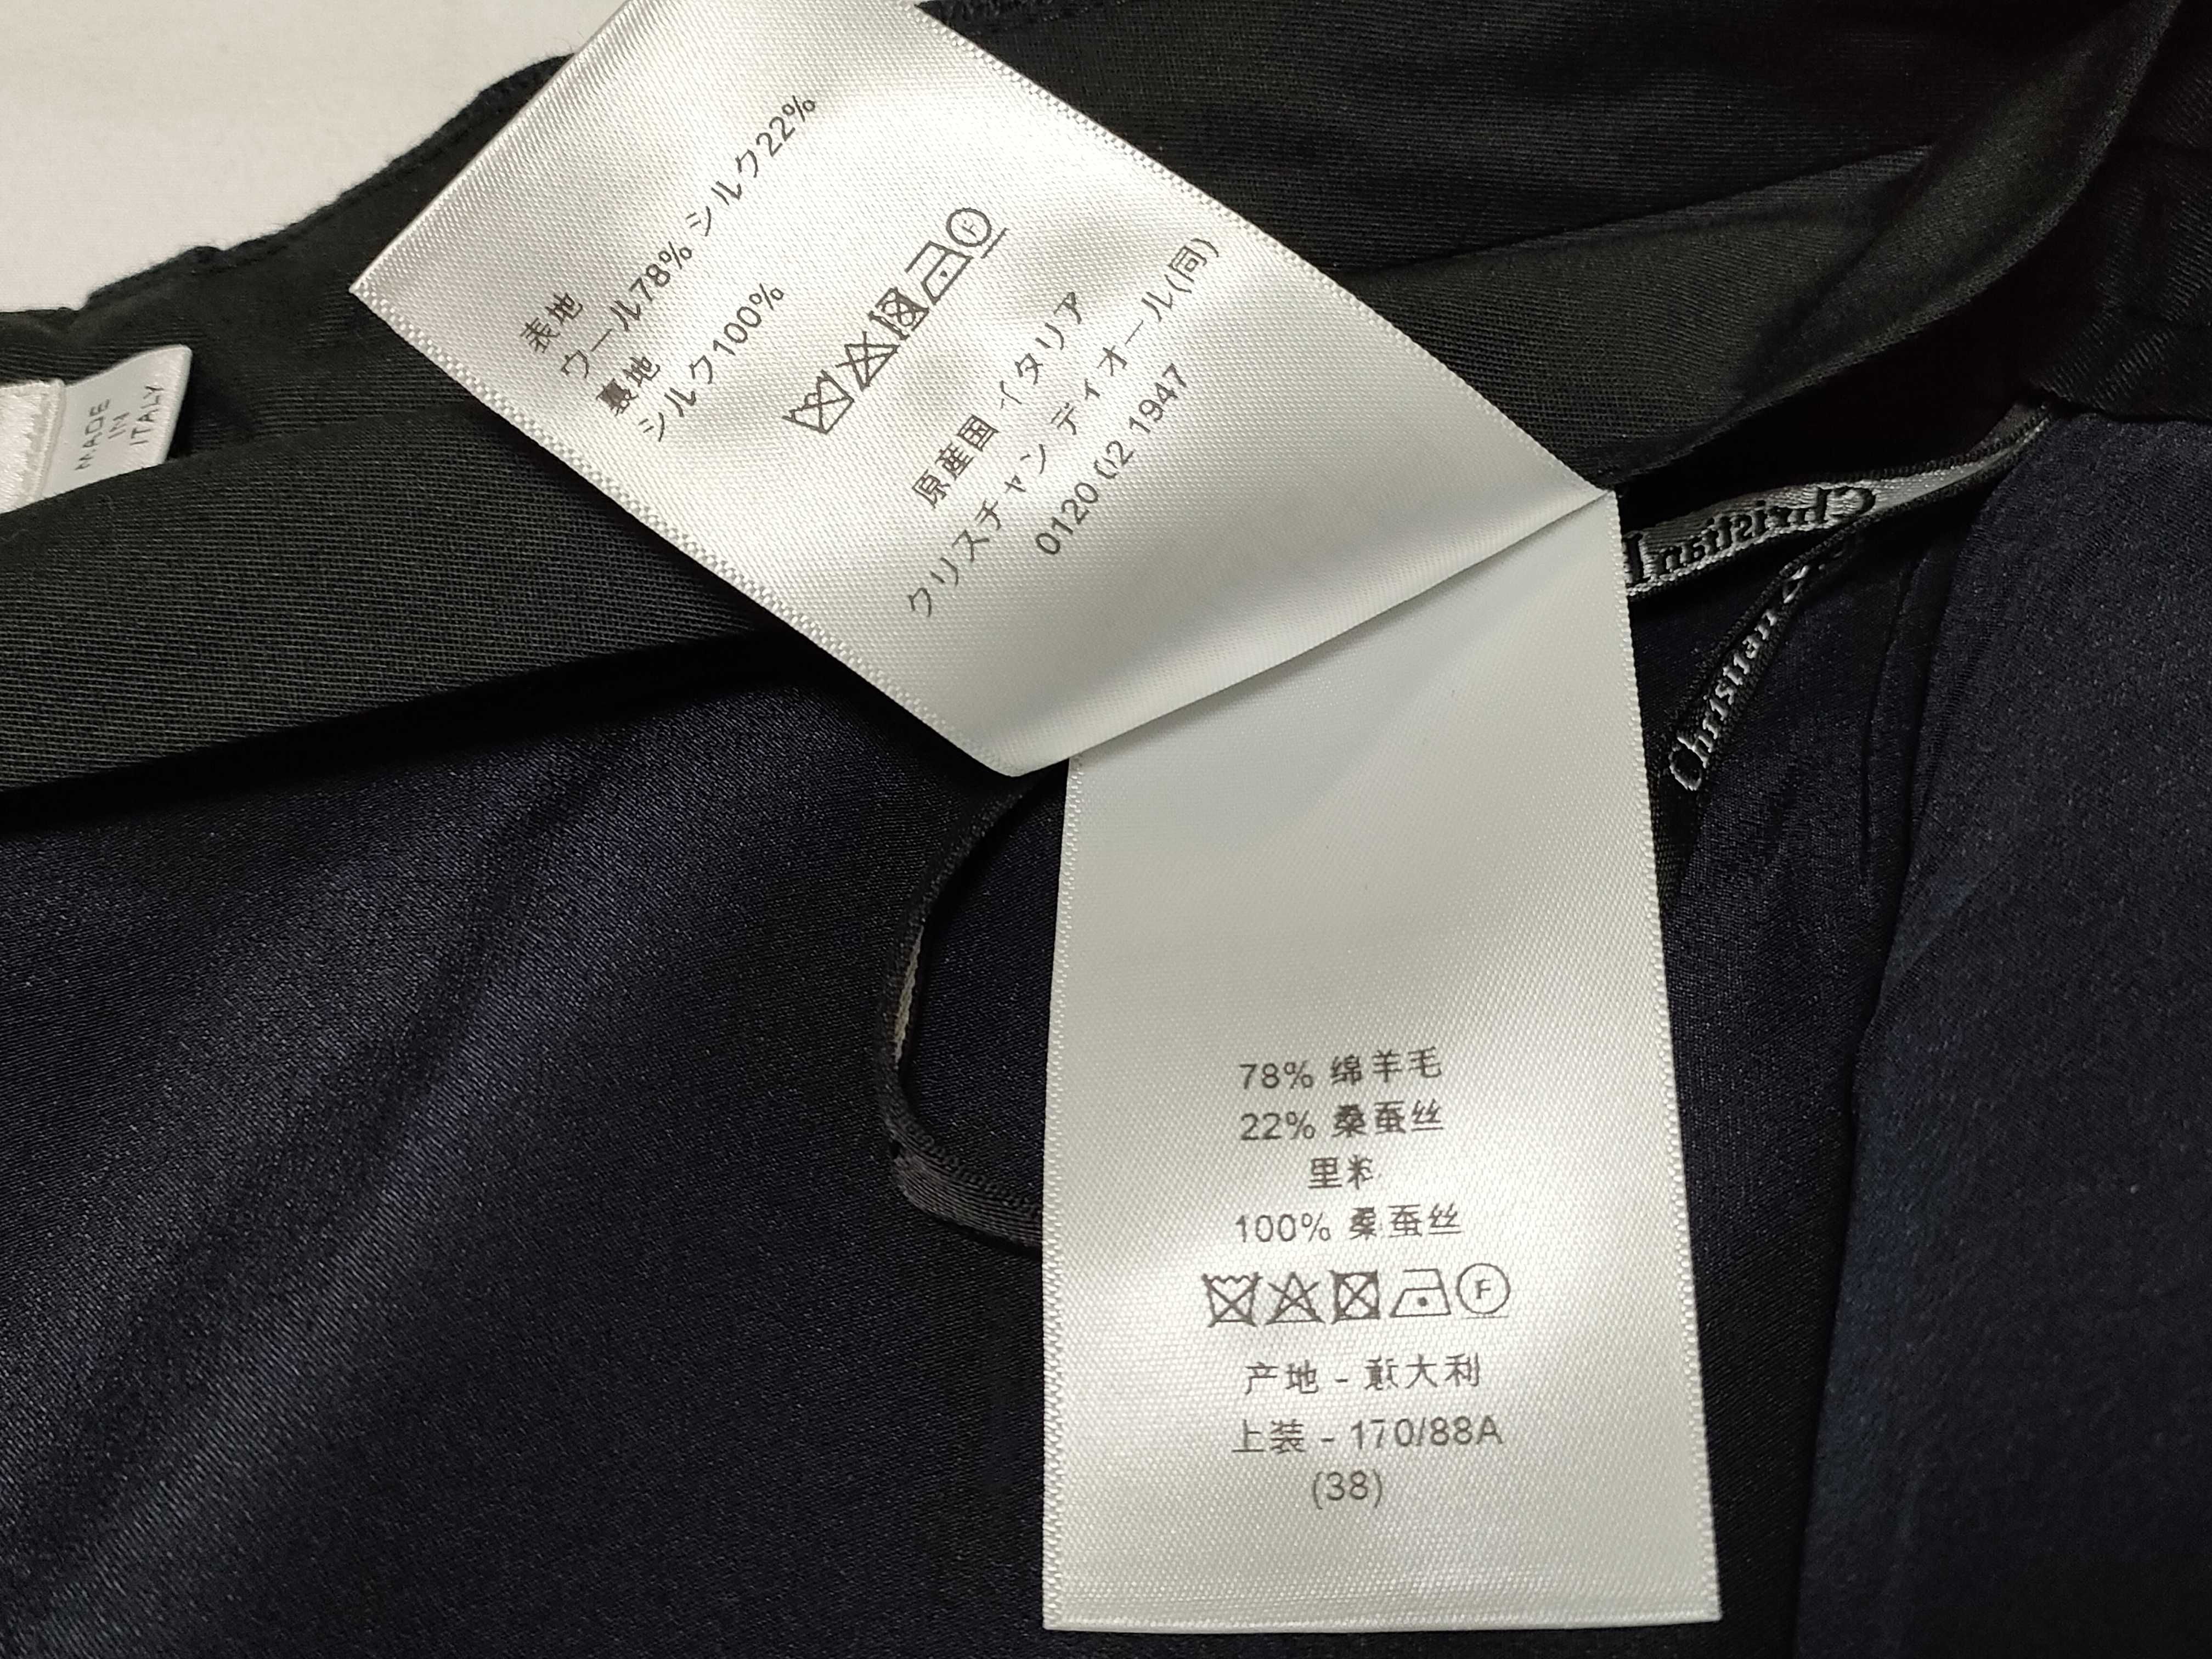 表地
ウール78% シルク22%
裏地
シルク100%
原産国 イタリア
クリスチャン ディオール(同)
0120 02 1947
MADE
IN
ITALY
Christian
Christian
78% 绵羊毛
22% 桑蚕丝
里料
100% 桑蚕丝
F
产地 - 意大利
上装 - 170/88A
(38)